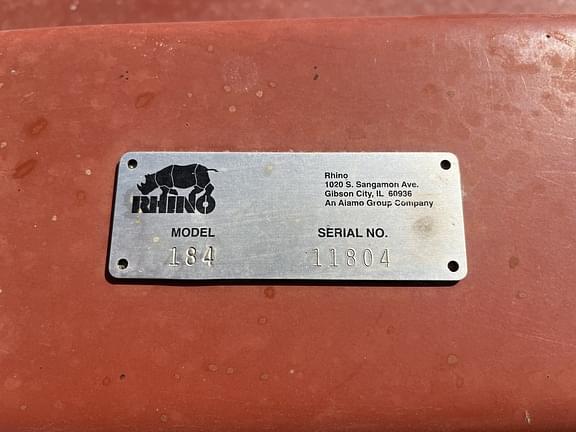 RHINO
Rhino
1020 S. Sangamon Ave.
Gibson City, IL 60936
An Alamo Group Company
MODEL
184
SERIAL NO.
11804